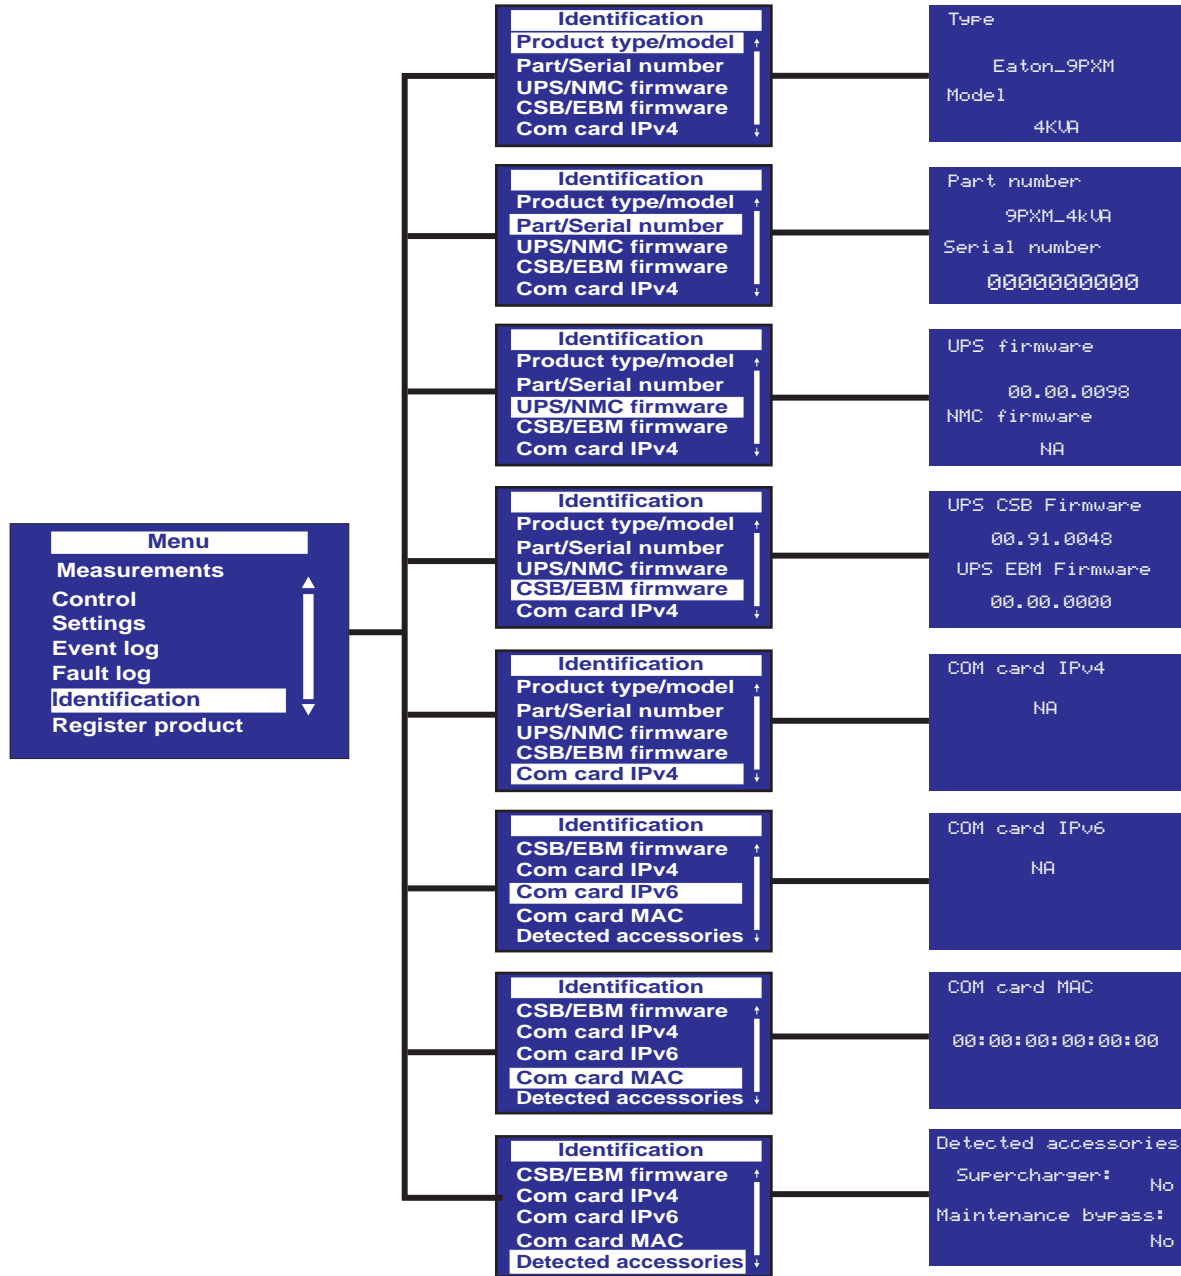 Menu
Measurements
Control
Settings
Event log
Fault log
Identification
Register product
Identification
Product type/model
Part/Serial number
UPS/NMC firmware
CSB/EBM firmware
Com card IPv4
Type
Eaton_9PXM
Model
4KVA
Identification
Product type/model
Part/Serial number
UPS/NMC firmware
CSB/EBM firmware
Com card IPv4
Part number
9PXM_4kVA
Serial number
0000000000
Identification
Product type/model
Part/Serial number
UPS/NMC firmware
CSB/EBM firmware
Com card IPv4
UPS firmware
00.00.0098
NMC firmware
NA
Identification
Product type/model
Part/Serial number
UPS/NMC firmware
CSB/EBM firmware
Com card IPv4
UPS CSB Firmware
00.91.0048
UPS EBM Firmware
00.00.0000
Identification
Product type/model
Part/Serial number
UPS/NMC firmware
CSB/EBM firmware
Com card IPv4
COM card IPv4
NA
Identification
CSB/EBM firmware
Com card IPv4
Com card IPv6
Com card MAC
Detected accessories
COM card IPv6
NA
Identification
CSB/EBM firmware
Com card IPv4
Com card IPv6
Com card MAC
Detected accessories
COM card MAC
00:00:00:00:00:00
Identification
CSB/EBM firmware
Com card IPv4
Com card IPv6
Com card MAC
Detected accessories
Detected accessories
Supercharger:
No
Maintenance bypass:
No